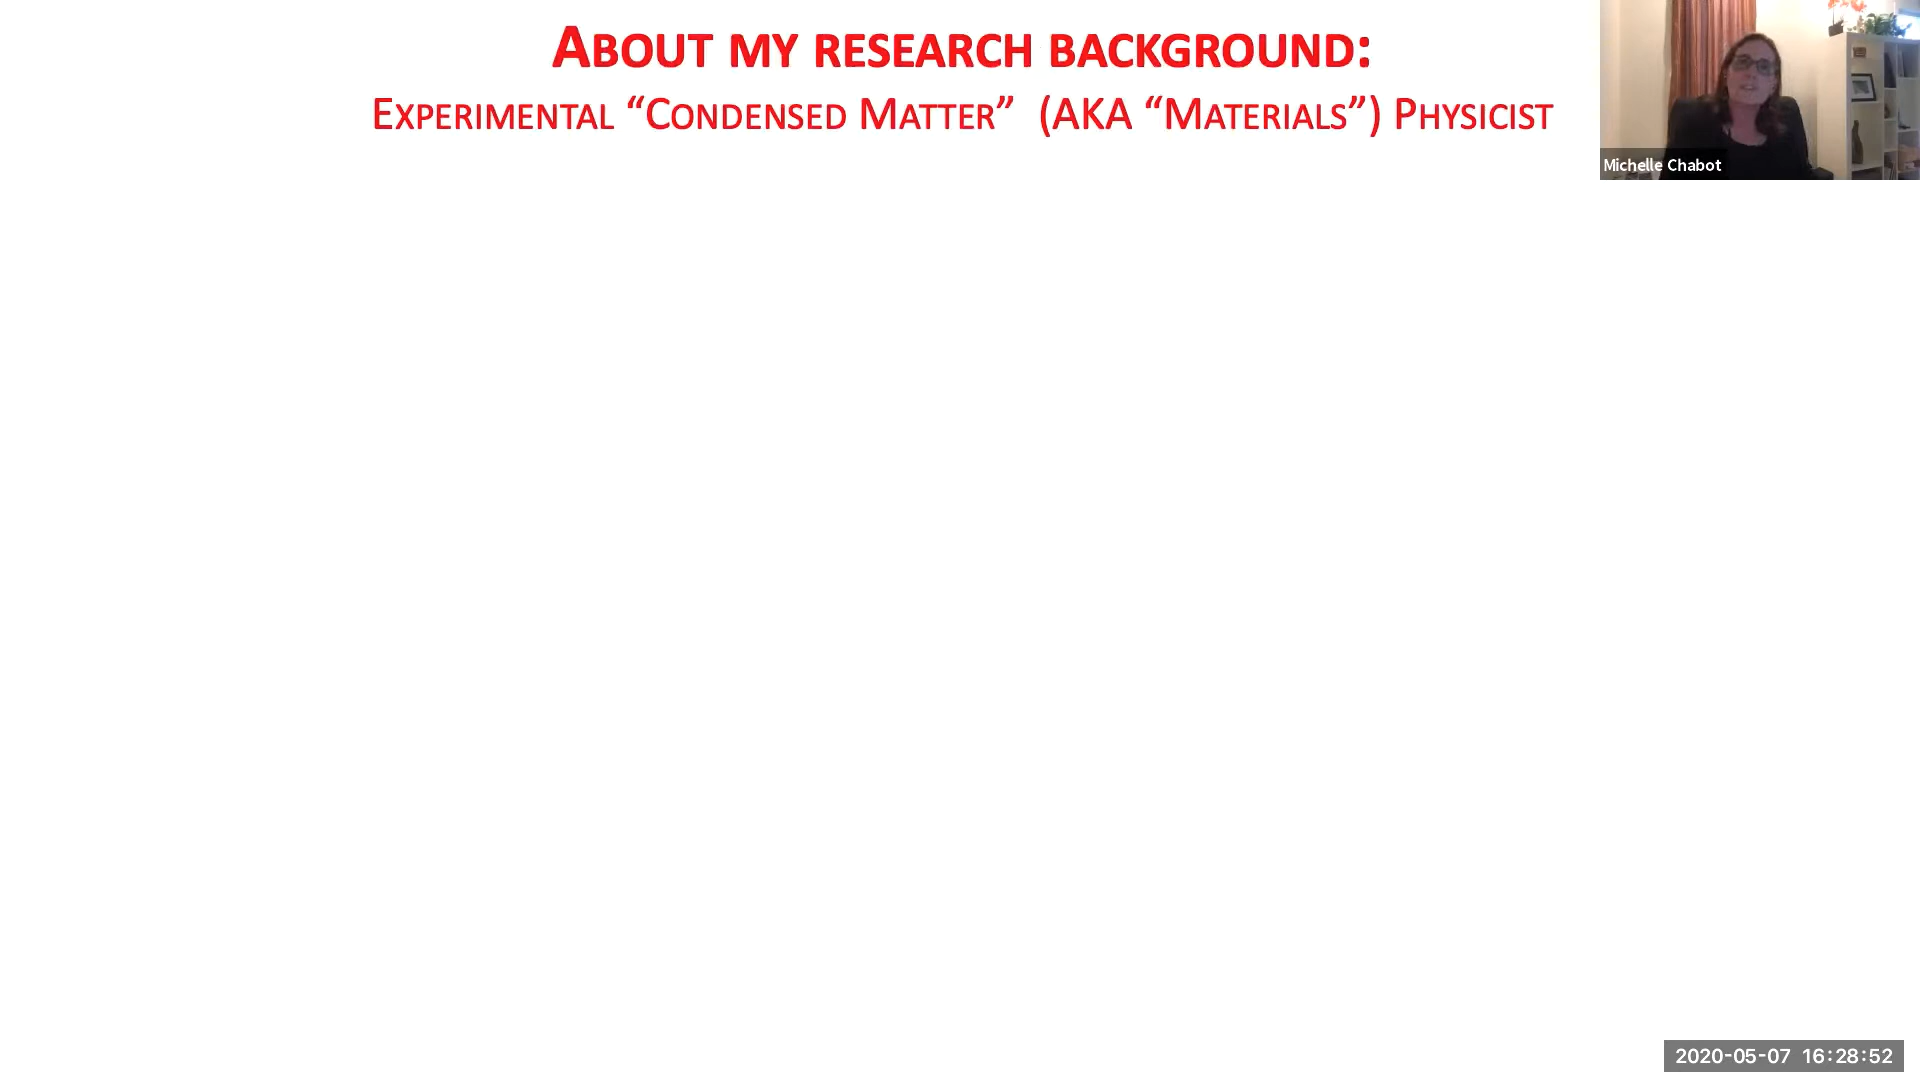 About my research background:
Experimental “Condensed Matter” (AKA “Materials”) Physicist
Michelle Chabot
2020-05-07 16:28:52